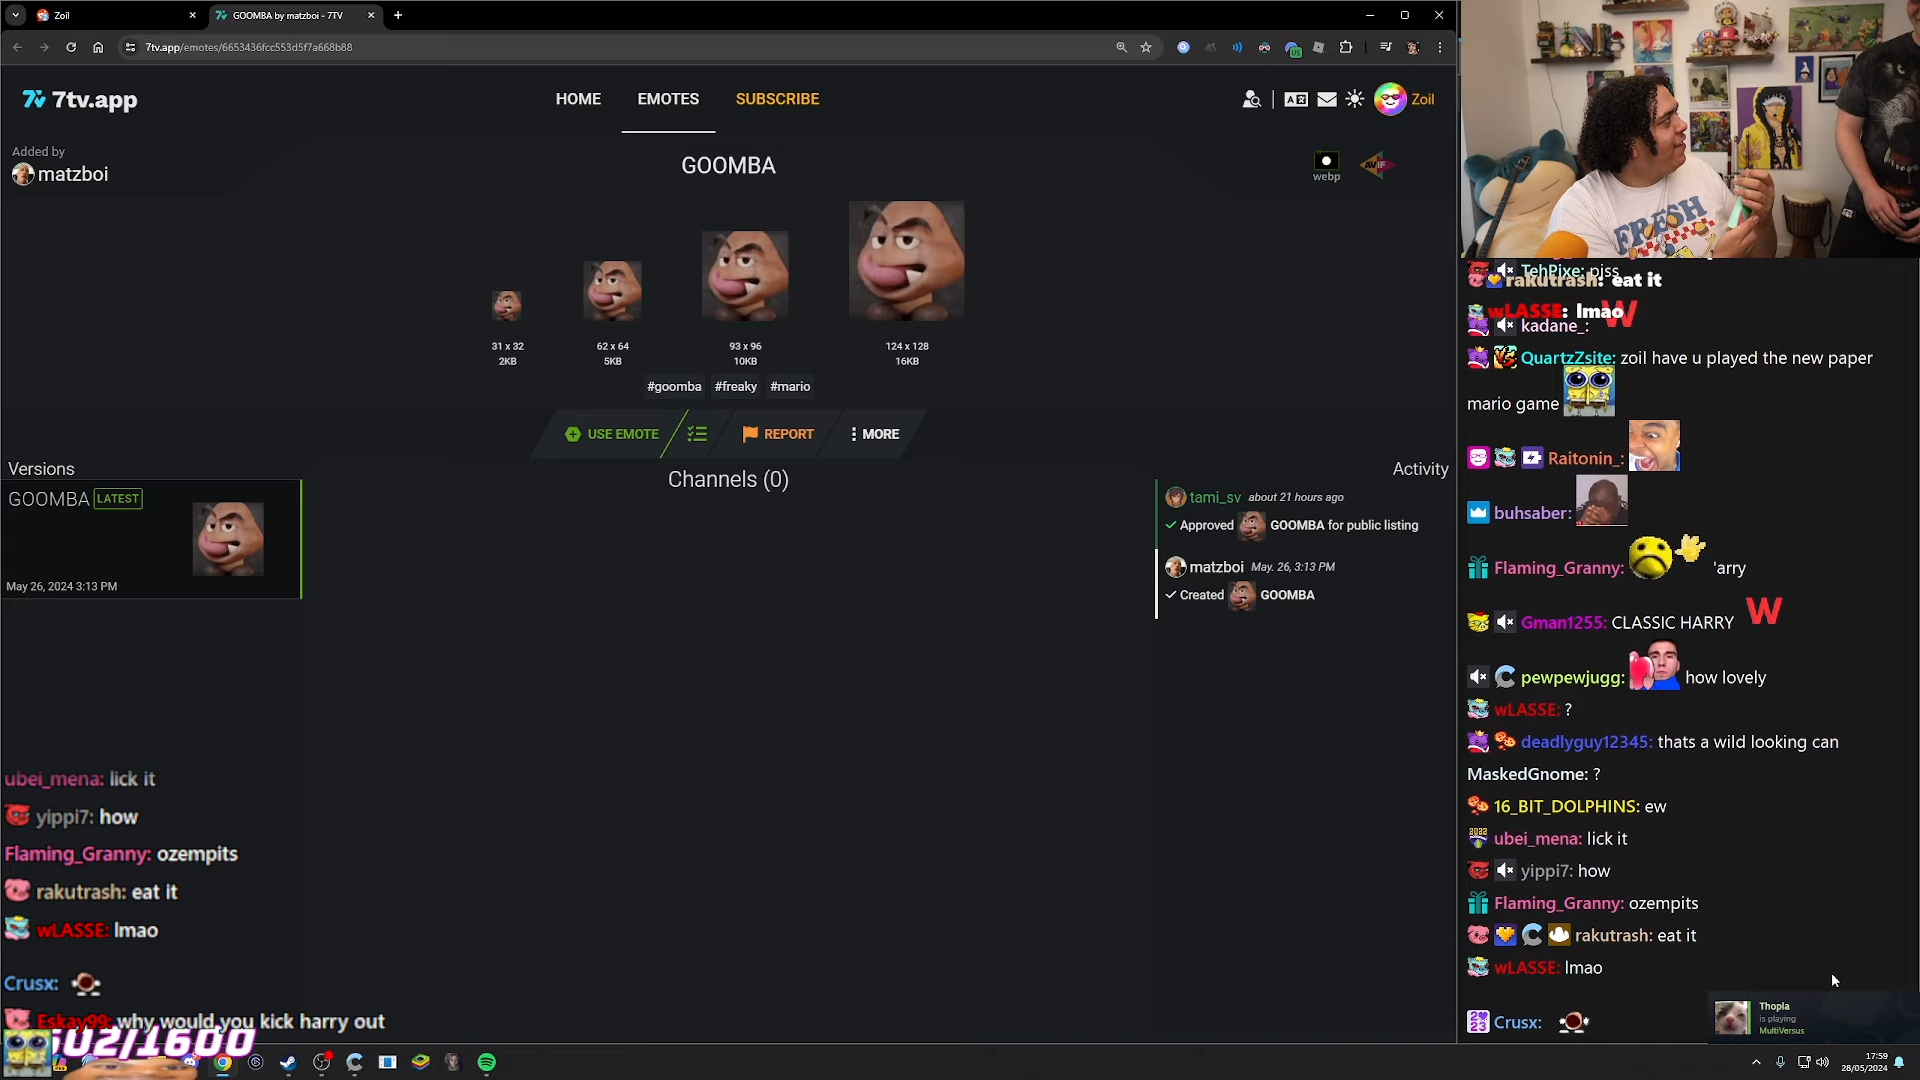 Zoil
GOOMBA by matzboi - 7TV
7tv.app/emotes/6653436fcc553d5f7a668b88
7tv.app
HOME
EMOTES
SUBSCRIBE
Zoil
Added by
matzboi
GOOMBA
webp
AVIF
31 x 32
2KB
62 x 64
5KB
93 x 96
10KB
124 x 128
16KB
#goomba
#freaky
#mario
USE EMOTE
REPORT
MORE
Versions
Channels (0)
Activity
GOOMBA LATEST
May 26, 2024 3:13 PM
tami_sv about 21 hours ago
Approved GOOMBA for public listing
matzboi May. 26, 3:13 PM
Created GOOMBA
ubei_mena: lick it
yippi7: how
Flaming_Granny: ozempits
rakutrash: eat it
wLASSE: lmao
Crusx:
Eskay99: why would you kick harry out
/1600
FRESH
TehPixe: piss
rakutrash: eat it
wLASSE: lmao
kadane_: W
QuartzZsite: zoil have u played the new paper
mario game
Raitonin_:
buhsaber:
Flaming_Granny: 'arry
Gman1255: CLASSIC HARRY W
pewpewjugg: how lovely
wLASSE: ?
deadlyguy12345: thats a wild looking can
MaskedGnome: ?
16_BIT_DOLPHINS: ew
ubei_mena: lick it
yippi7: how
Flaming_Granny: ozempits
rakutrash: eat it
wLASSE: lmao
Crusx:
Thopla
is playing
MultiVersus
17:59
28/05/2024